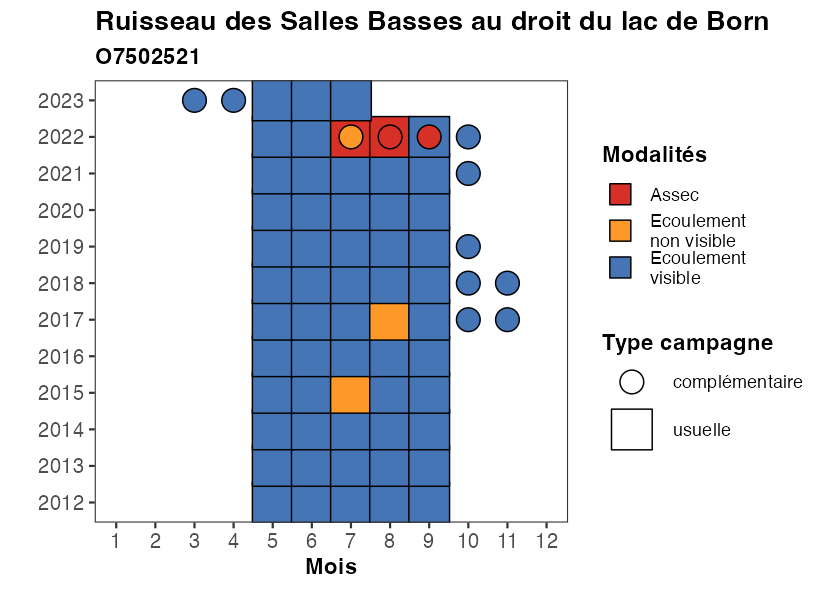 Ruisseau des Salles Basses au droit du lac de Born
O7502521
2023
2022
2021
2020
2019
2018
2017
2016
2015
2014
2013
2012
1 2 3 4 5 6 7 8 9 10 11 12
Mois
Modalités
Assec
Ecoulement
non visible
Ecoulement
visible
Type campagne
complémentaire
usuelle